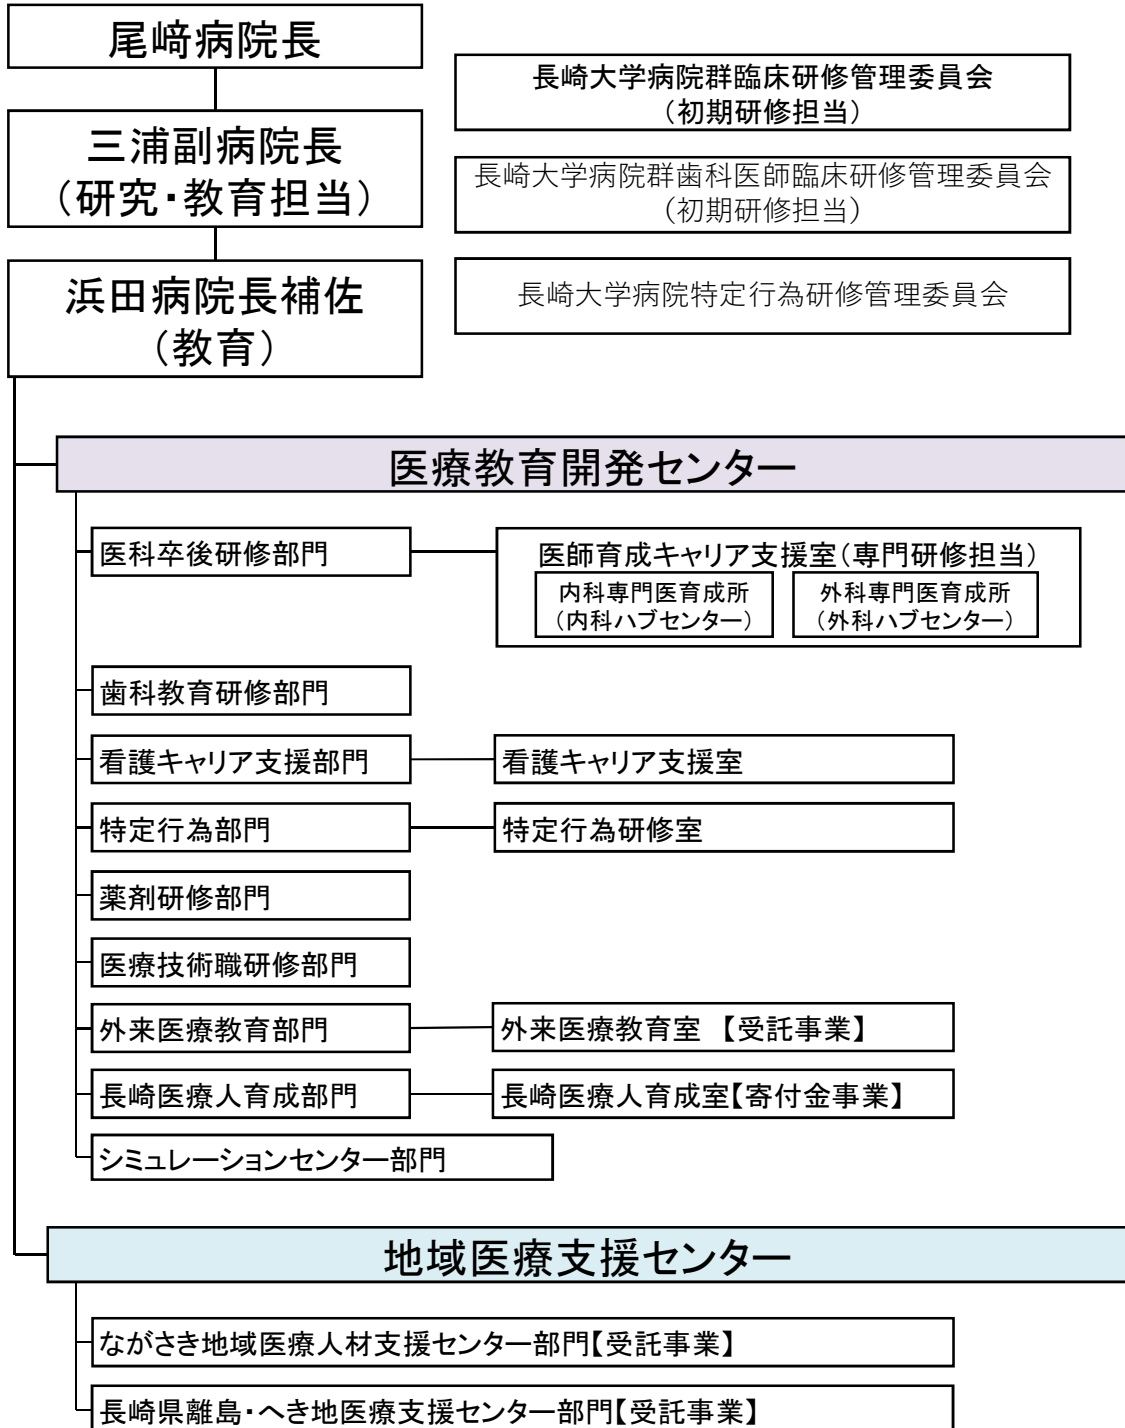 尾﨑病院長
三浦副病院長
（研究・教育担当）
浜田病院長補佐
（教育）
長崎大学病院群臨床研修管理委員会
（初期研修担当）
長崎大学病院群歯科医師臨床研修管理委員会
（初期研修担当）
長崎大学病院特定行為研修管理委員会
医療教育開発センター
医科卒後研修部門
医師育成キャリア支援室（専門研修担当）
内科専門医育成所
（内科ハブセンター）
外科専門医育成所
（外科ハブセンター）
歯科教育研修部門
看護キャリア支援部門
看護キャリア支援室
特定行為部門
特定行為研修室
薬剤研修部門
医療技術職研修部門
外来医療教育部門
外来医療教育室　【受託事業】
長崎医療人育成部門
長崎医療人育成室【寄付金事業】
シミュレーションセンター部門
地域医療支援センター
ながさき地域医療人材支援センター部門【受託事業】
長崎県離島・へき地医療支援センター部門【受託事業】